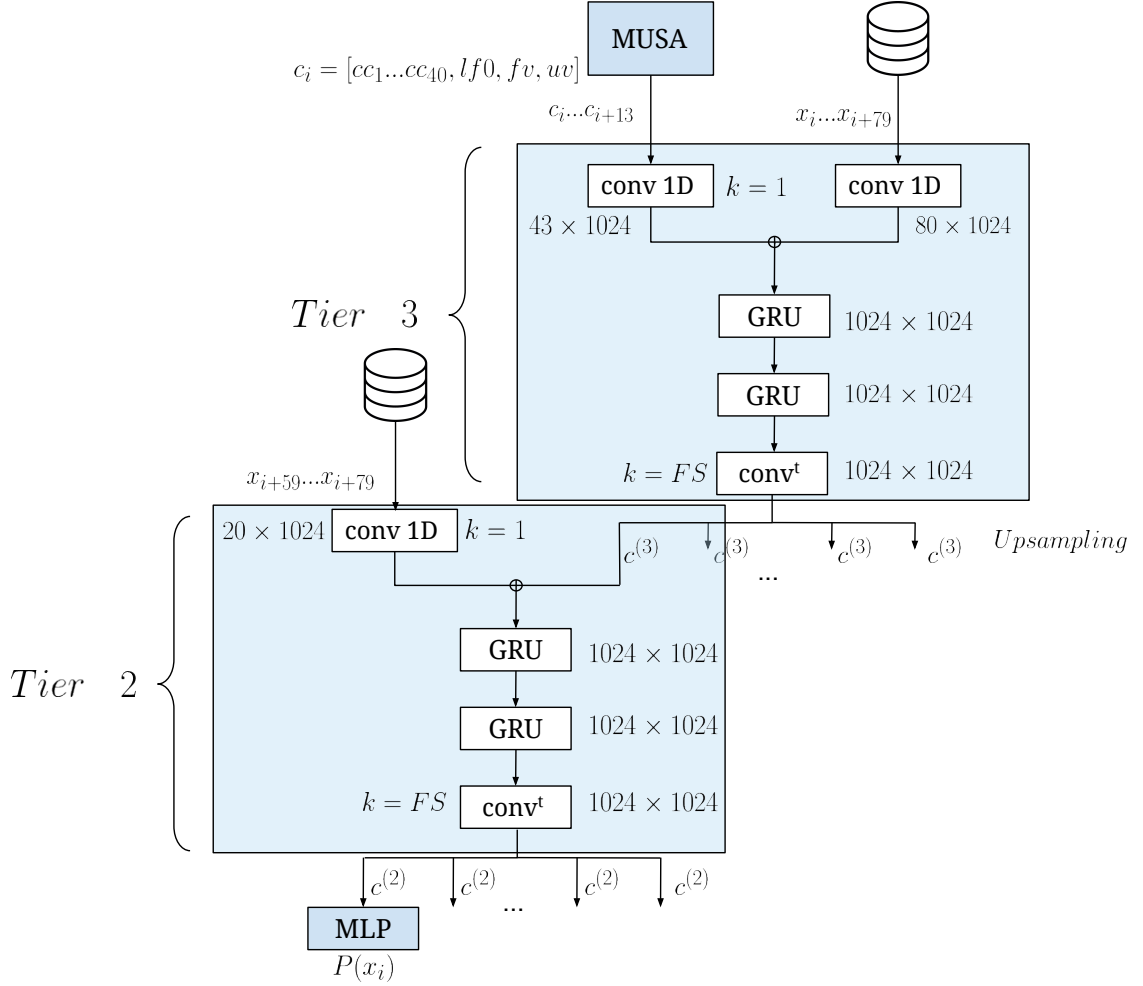 MUSA
c_i = [cc_1...cc_{40}, lf0, fv, uv]
c_i...c_{i+13}
x_i...x_{i+79}
conv 1D
k = 1
conv 1D
43 × 1024
80 × 1024
⊕
Tier 3
GRU
1024 × 1024
GRU
1024 × 1024
k = FS
conv^t
1024 × 1024
x_{i+59}...x_{i+79}
20 × 1024
conv 1D
k = 1
c^{(3)}
c^{(3)}
c^{(3)}
c^{(3)}
Upsampling
...
⊕
Tier 2
GRU
1024 × 1024
GRU
1024 × 1024
k = FS
conv^t
1024 × 1024
c^{(2)}
c^{(2)}
c^{(2)}
c^{(2)}
...
MLP
P(x_i)